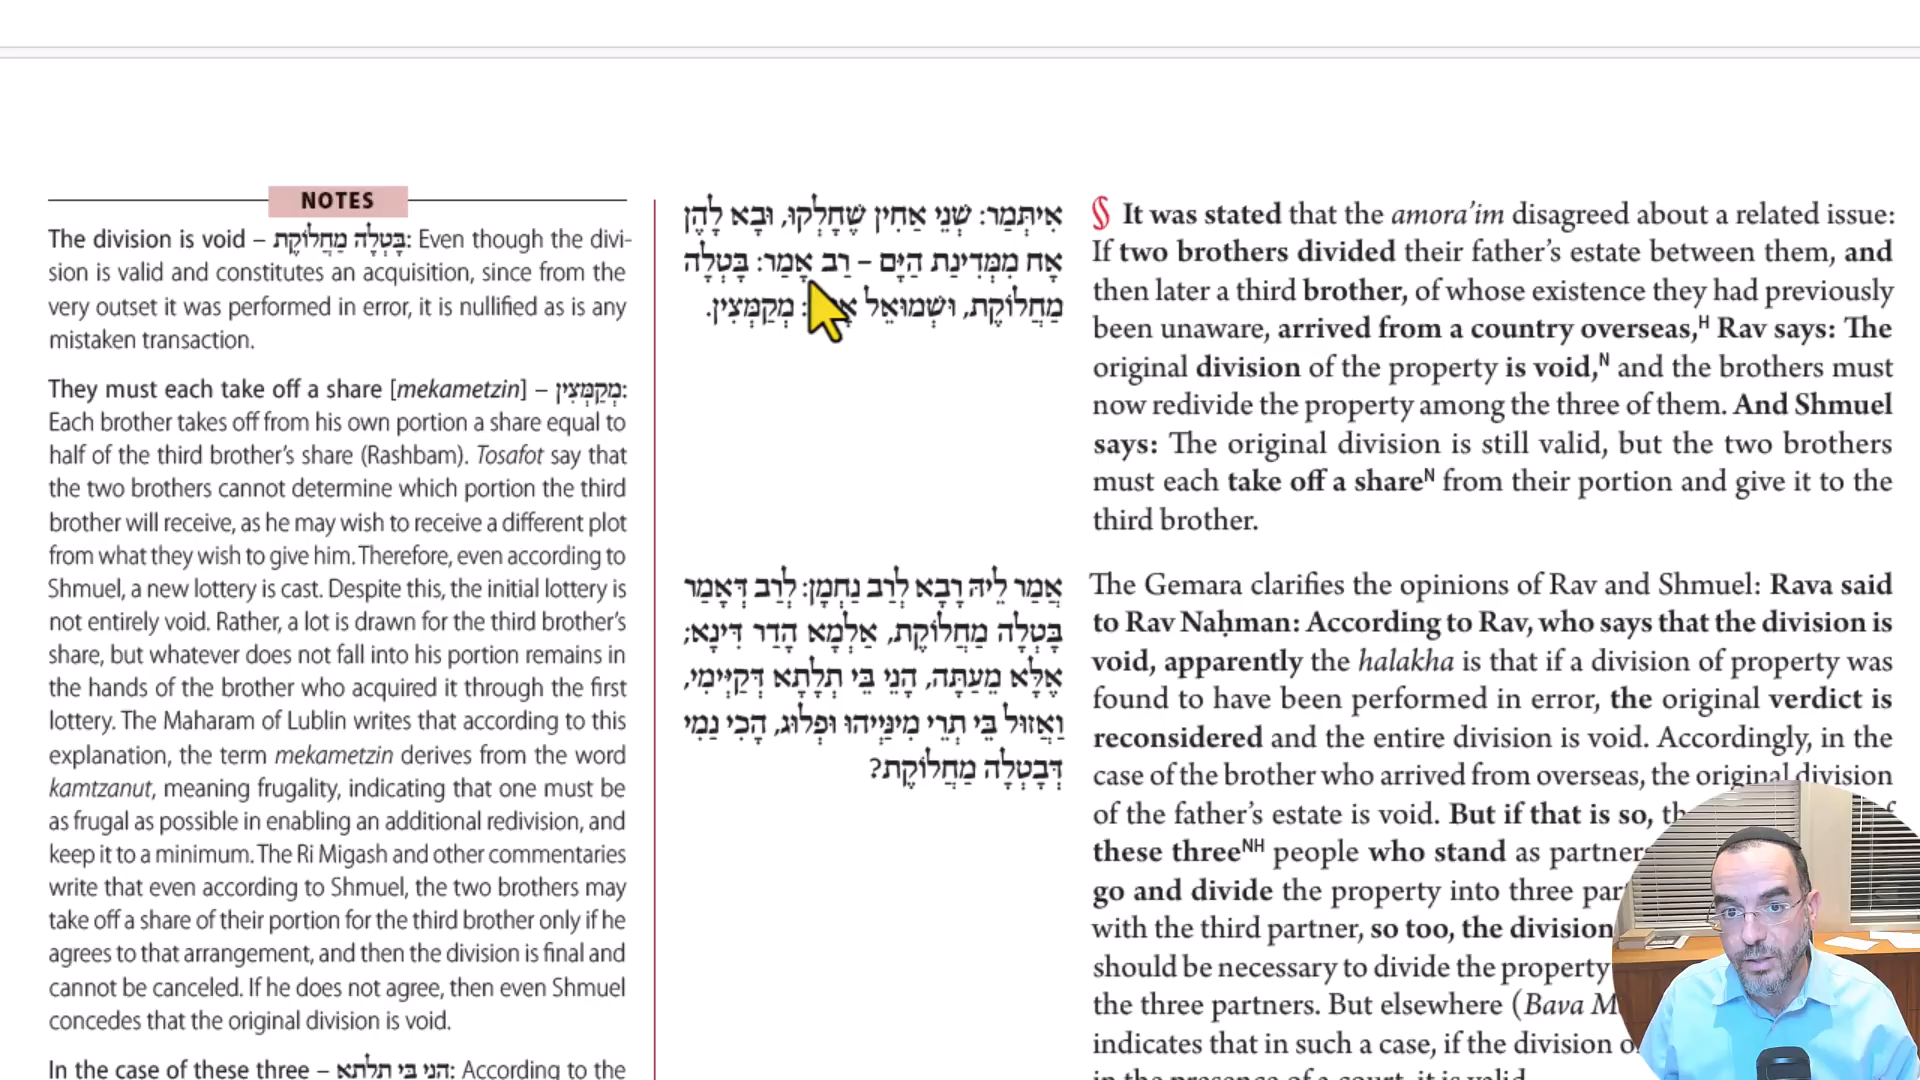 NOTES
The division is void – בָּטְלָה מַחֲלוֹקֶת: Even though the divi-
sion is valid and constitutes an acquisition, since from the
very outset it was performed in error, it is nullified as is any
mistaken transaction.
They must each take off a share [mekametzin] – מְקַמְּצִין:
Each brother takes off from his own portion a share equal to
half of the third brother’s share (Rashbam). Tosafot say that
the two brothers cannot determine which portion the third
brother will receive, as he may wish to receive a different plot
from what they wish to give him. Therefore, even according to
Shmuel, a new lottery is cast. Despite this, the initial lottery is
not entirely void. Rather, a lot is drawn for the third brother’s
share, but whatever does not fall into his portion remains in
the hands of the brother who acquired it through the first
lottery. The Maharam of Lublin writes that according to this
explanation, the term mekametzin derives from the word
kamtzanut, meaning frugality, indicating that one must be
as frugal as possible in enabling an additional redivision, and
keep it to a minimum. The Ri Migash and other commentaries
write that even according to Shmuel, the two brothers may
take off a share of their portion for the third brother only if he
agrees to that arrangement, and then the division is final and
cannot be canceled. If he does not agree, then even Shmuel
concedes that the original division is void.
In the case of these three – הני בי תלתא: According to the
אִיתְּמַר: שְׁנֵי אַחִין שֶׁחָלְקוּ, וּבָא לָהֶן
אָח מִמְּדִינַת הַיָּם – רַב אָמַר: בָּטְלָה
מַחֲלוֹקֶת, וּשְׁמוּאֵל : מְקַמְּצִין.
אֲמַר לֵיהּ רָבָא לְרַב נַחְמָן: לְרַב דְּאָמַר
בָּטְלָה מַחֲלוֹקֶת, אַלְמָא הָדַר דִּינָא;
אֶלָּא מֵעַתָּה, הָנֵי בֵּי תְלָתָא דְּקַיְימִי,
וַאֲזוּל בֵּי תְרֵי מִינַּיְיהוּ וּפְלוּג, הָכִי נַמִי
דְּבָטְלָה מַחֲלוֹקֶת?
§ It was stated that the amora’im disagreed about a related issue:
If two brothers divided their father’s estate between them, and
then later a third brother, of whose existence they had previously
been unaware, arrived from a country overseas,ᴴ Rav says: The
original division of the property is void,ᴺ and the brothers must
now redivide the property among the three of them. And Shmuel
says: The original division is still valid, but the two brothers
must each take off a shareᴺ from their portion and give it to the
third brother.
The Gemara clarifies the opinions of Rav and Shmuel: Rava said
to Rav Naḥman: According to Rav, who says that the division is
void, apparently the halakha is that if a division of property was
found to have been performed in error, the original verdict is
reconsidered and the entire division is void. Accordingly, in the
case of the brother who arrived from overseas, the original division
of the father’s estate is void. But if that is so,
these threeᴺᴴ people who stand as
go and divide the property into three
with the third partner, so too, the division
should be necessary to divide the property
the three partners. But elsewhere (Bava
indicates that in such a case, if the division
in the presence of a court, it is valid.